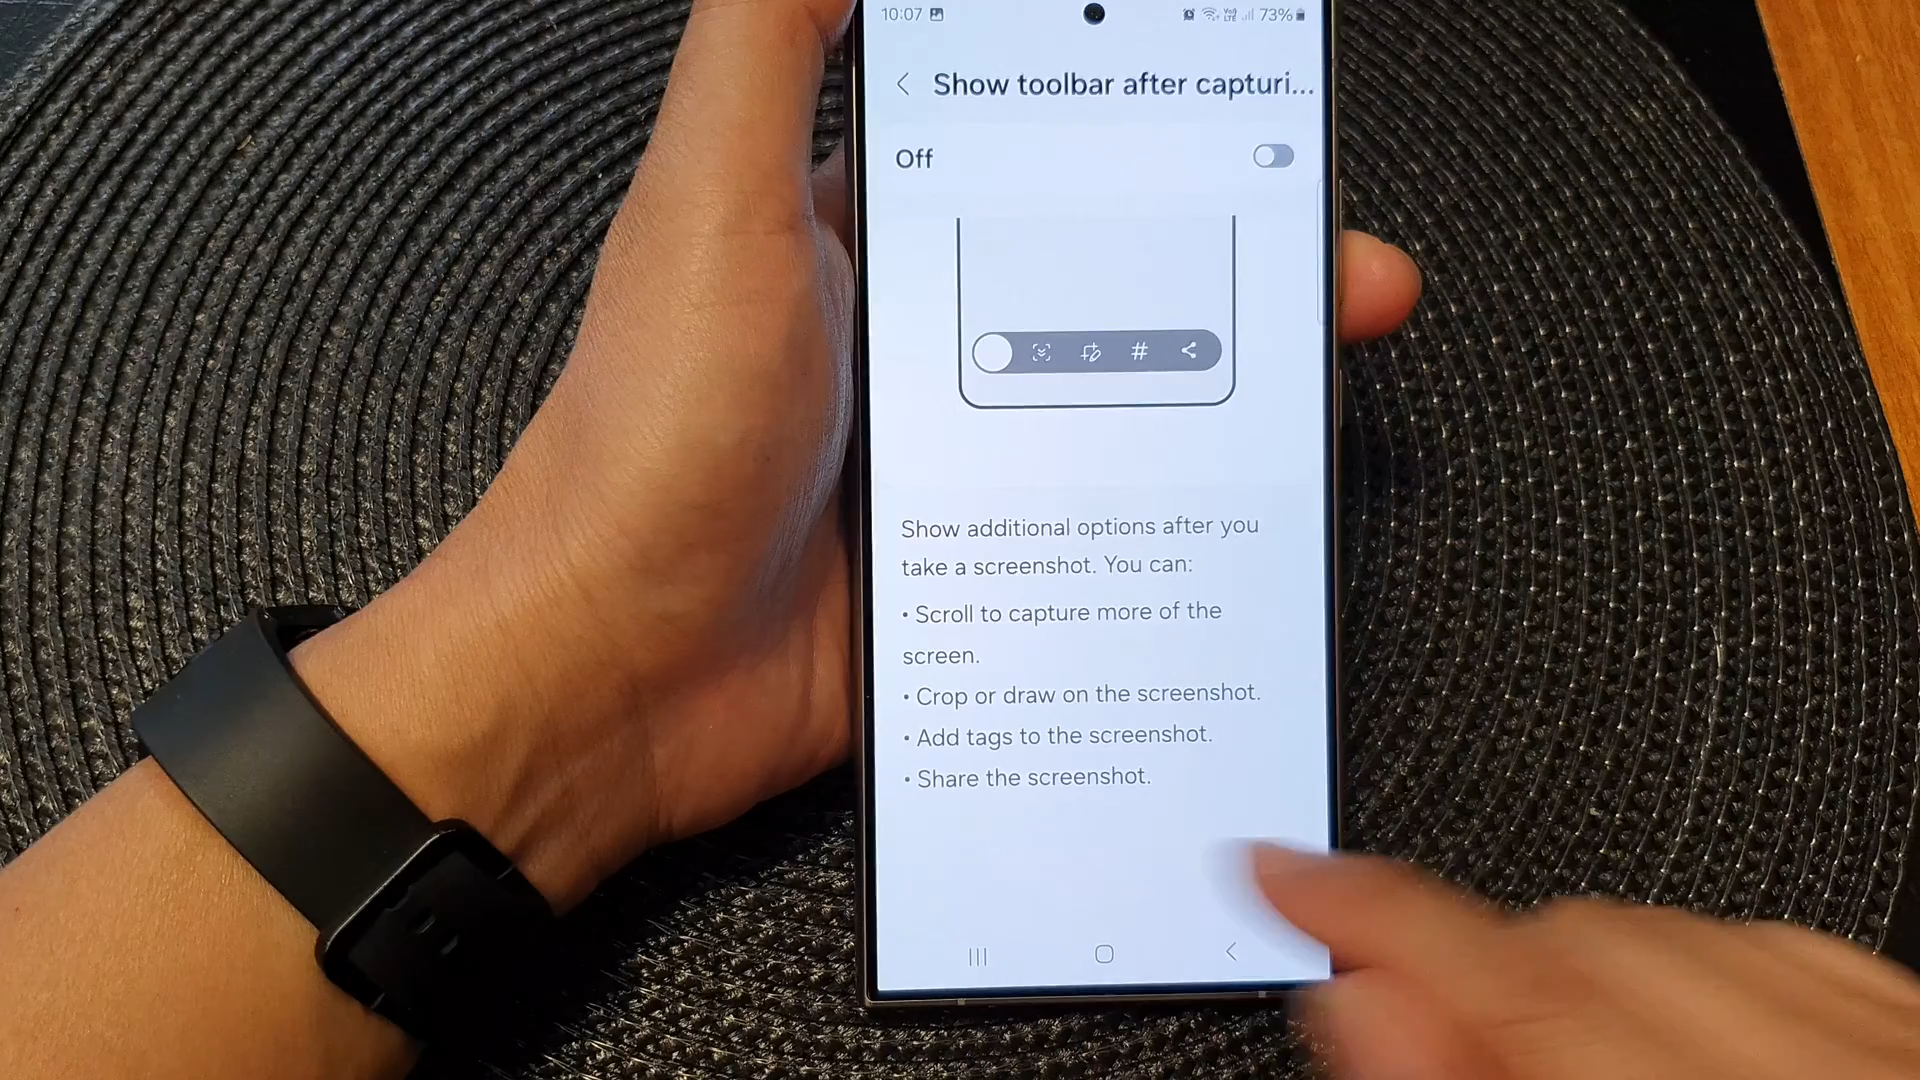 10:07 73%
Show toolbar after capturi...
Off
#
Show additional options after you
take a screenshot. You can:
• Scroll to capture more of the
screen.
• Crop or draw on the screenshot.
• Add tags to the screenshot.
• Share the screenshot.